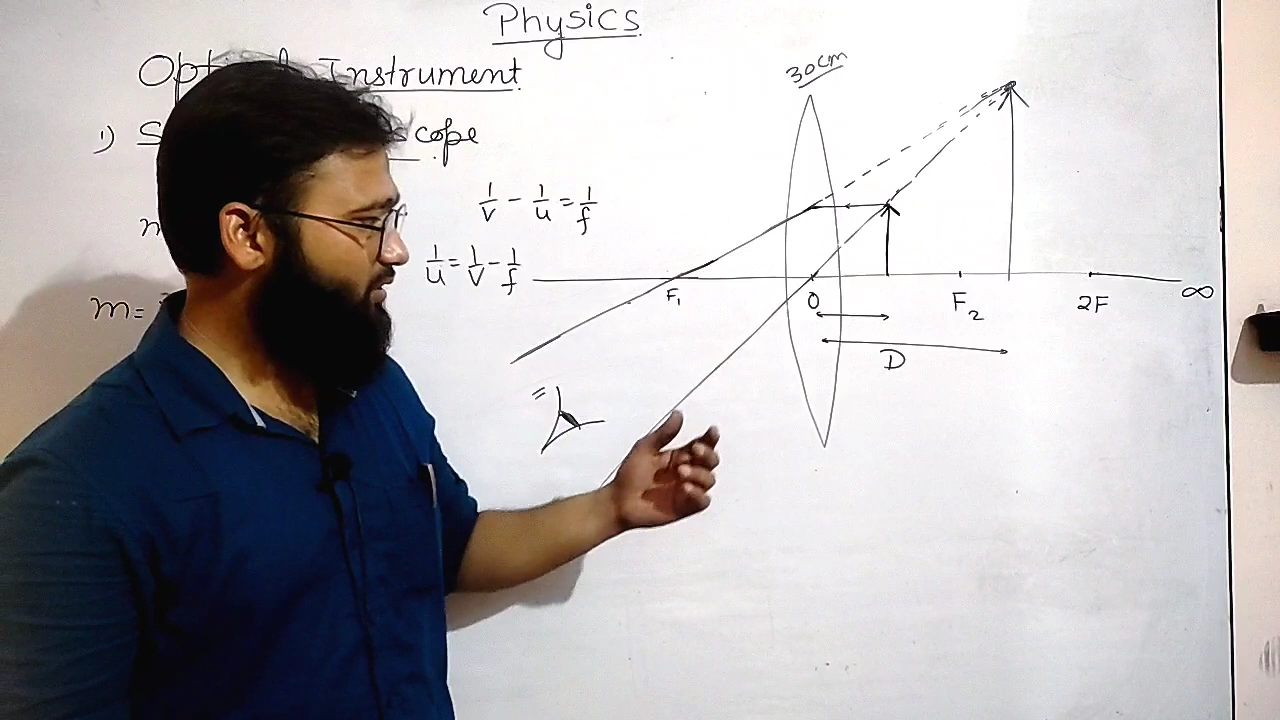 Physics
Instrument
1) S cope
30cm
1/v - 1/u = 1/f
1/u = 1/v - 1/f
m=
F₁
O
F₂
2F
∞
D